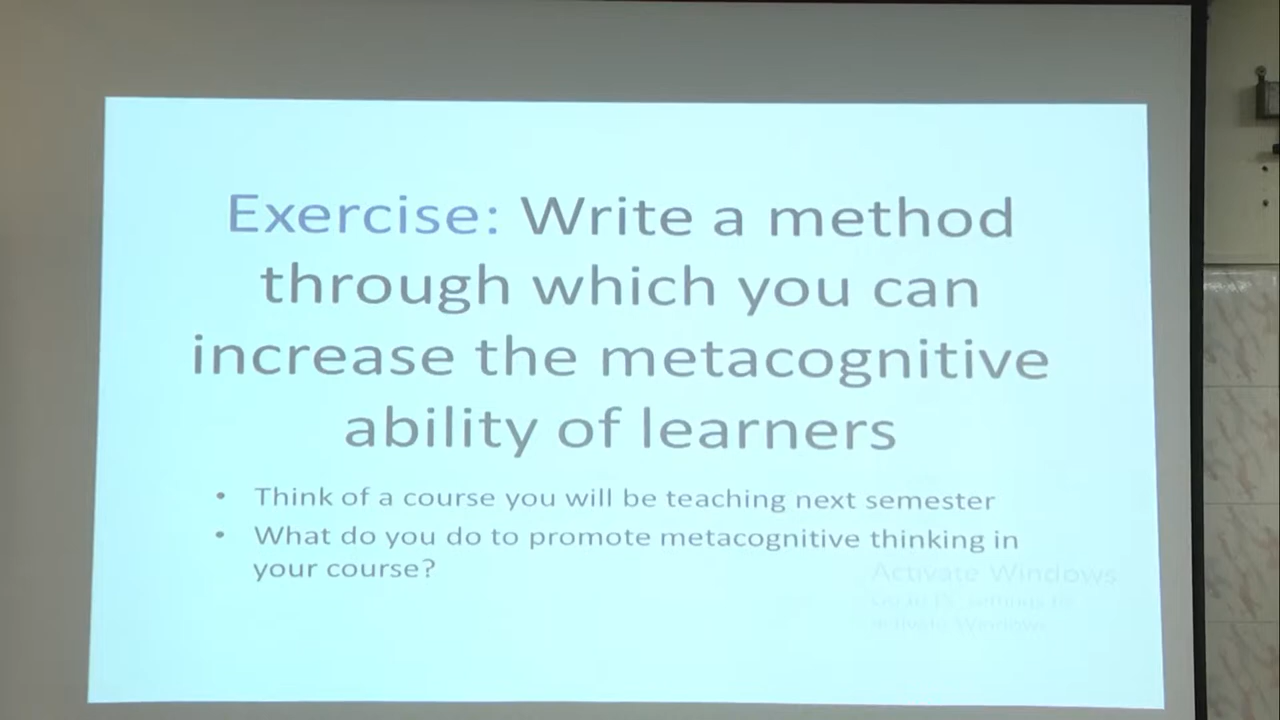 Exercise: Write a method
through which you can
increase the metacognitive
ability of learners
• Think of a course you will be teaching next semester
• What do you do to promote metacognitive thinking in
your course?
Activate Windows